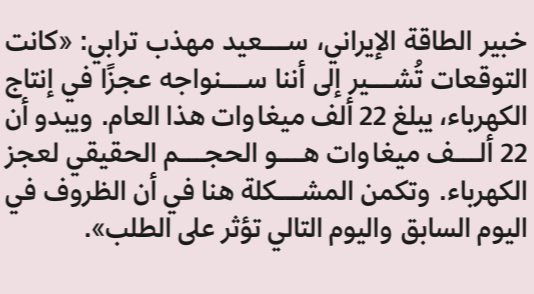 خبير الطاقة الإيراني، سعيد مهذب ترابي: «كانت
التوقعات تُشير إلى أننا سنواجه عجزًا في إنتاج
الكهرباء، يبلغ 22 ألف ميغاوات هذا العام. ويبدو أن
22 ألف ميغاوات هو الحجم الحقيقي لعجز
الكهرباء. وتكمن المشكلة هنا في أن الظروف في
اليوم السابق واليوم التالي تؤثر على الطلب».